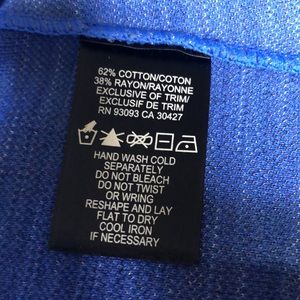 62% COTTON/COTON
38% RAYON/RAYONNE
EXCLUSIVE OF TRIM/
EXCLUSIF DE TRIM
RN 93093 CA 30427
HAND WASH COLD
SEPARATELY
DO NOT BLEACH
DO NOT TWIST
OR WRING
RESHAPE AND LAY
FLAT TO DRY
COOL IRON
IF NECESSARY